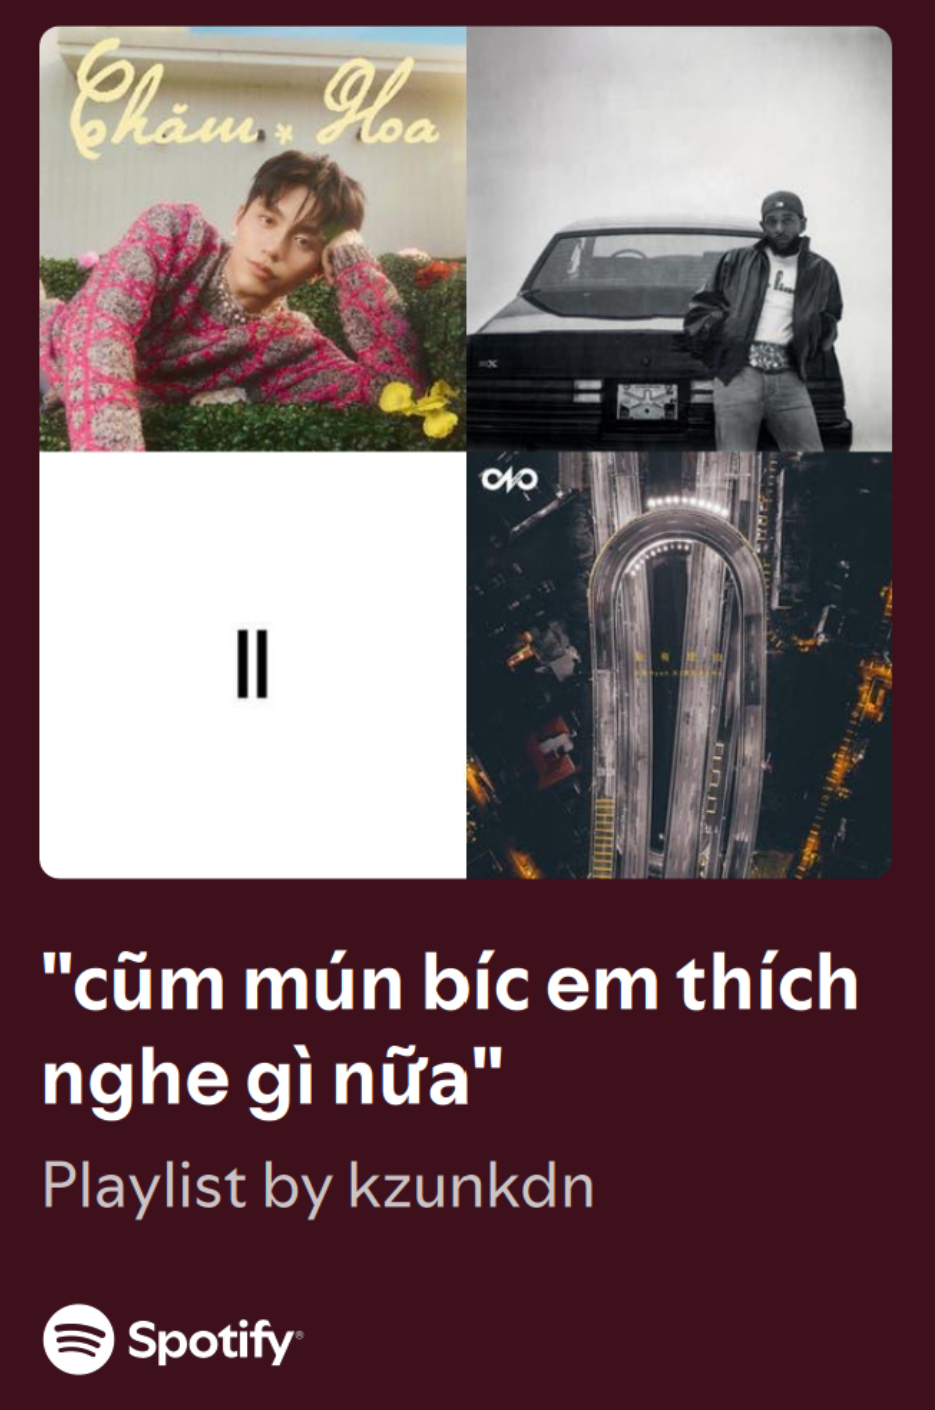 Chăm Hoa
II
"cũm mún bíc em thích
nghe gì nữa"
Playlist by kzunkdn
Spotify®